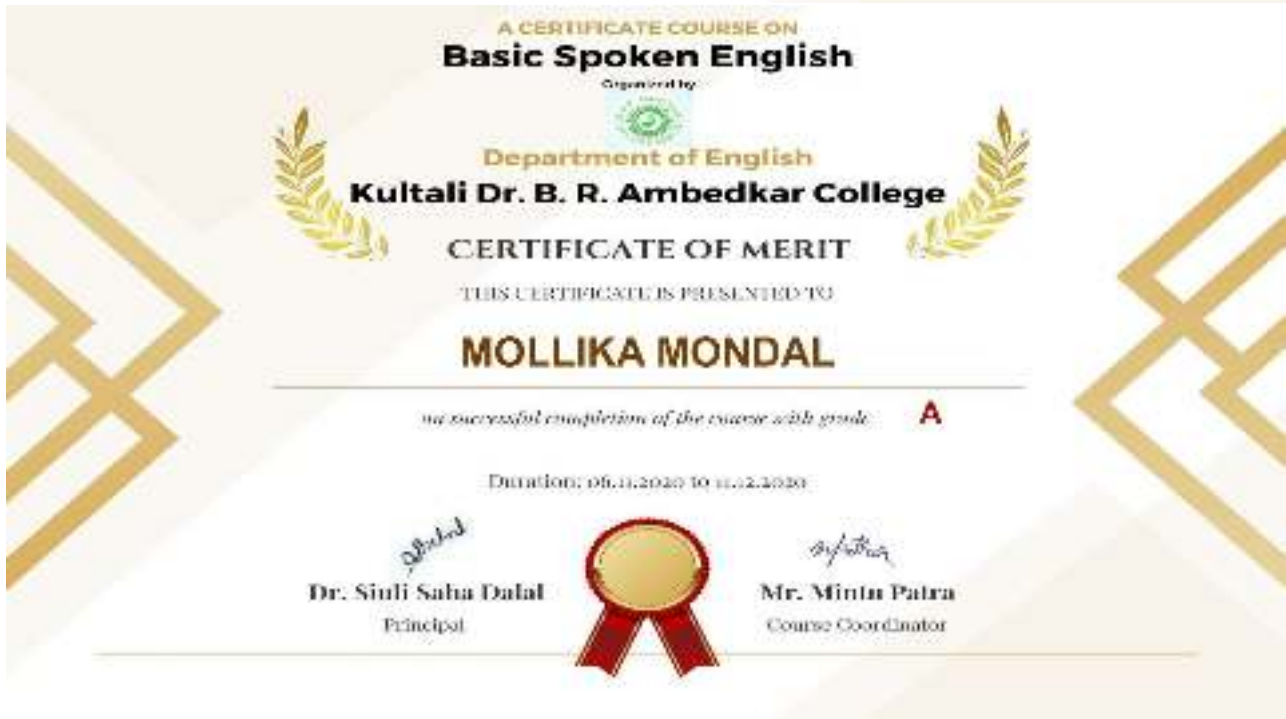 A CERTIFICATE COURSE ON
Basic Spoken English
Organized by
Department of English
Kultali Dr. B. R. Ambedkar College
CERTIFICATE OF MERIT
THIS CERTIFICATE IS PRESENTED TO
MOLLIKA MONDAL
on successful completion of the course with grade A
Duration: 06.11.2020 to 11.12.2020
Dr. Siuli Saha Dalal
Principal
Mr. Mintu Patra
Course Coordinator